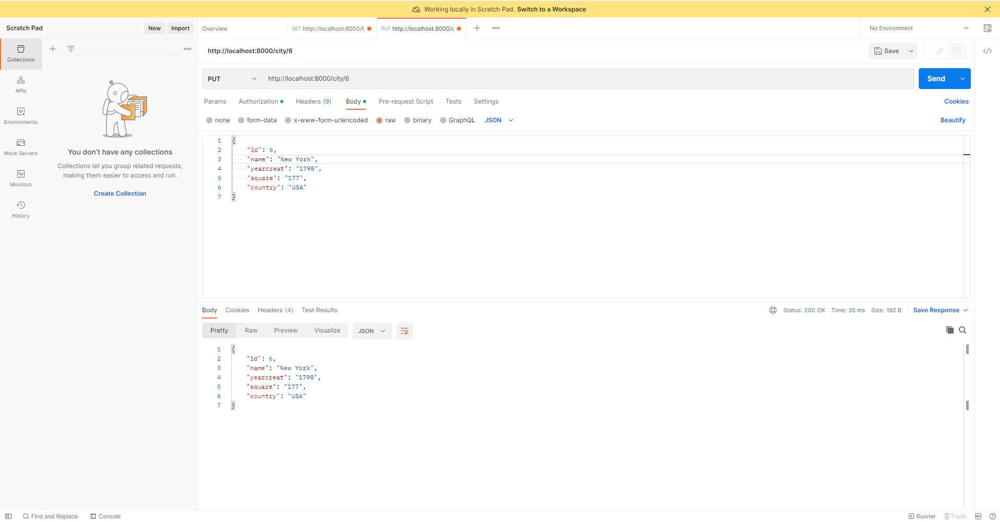 Working locally in Scratch Pad. Switch to a Workspace
Scratch Pad
New
Import
Overview
GET http://localhost:8000/t
PUT http://localhost:8000/c
No Environment
Collections
APIs
Environments
Mock Servers
Monitors
History
You don’t have any collections
Collections let you group related requests,
making them easier to access and run.
Create Collection
http://localhost:8000/city/6
Save
PUT
http://localhost:8000/city/6
Send
Params
Authorization
Headers (9)
Body
Pre-request Script
Tests
Settings
Cookies
none
form-data
x-www-form-urlencoded
raw
binary
GraphQL
JSON
Beautify
1 {
2 ····"id":·6,
3 ····"name":·"New·York",
4 ····"yearcreat":·"1790",
5 ····"square":·"177",
6 ····"country":·"USA"
7 }
Body
Cookies
Headers (4)
Test Results
Status: 200 OK
Time: 35 ms
Size: 192 B
Save Response
Pretty
Raw
Preview
Visualize
JSON
1 {
2 "id": 6,
3 "name": "New York",
4 "yearcreat": "1790",
5 "square": "177",
6 "country": "USA"
7 }
Find and Replace
Console
Runner
Trash